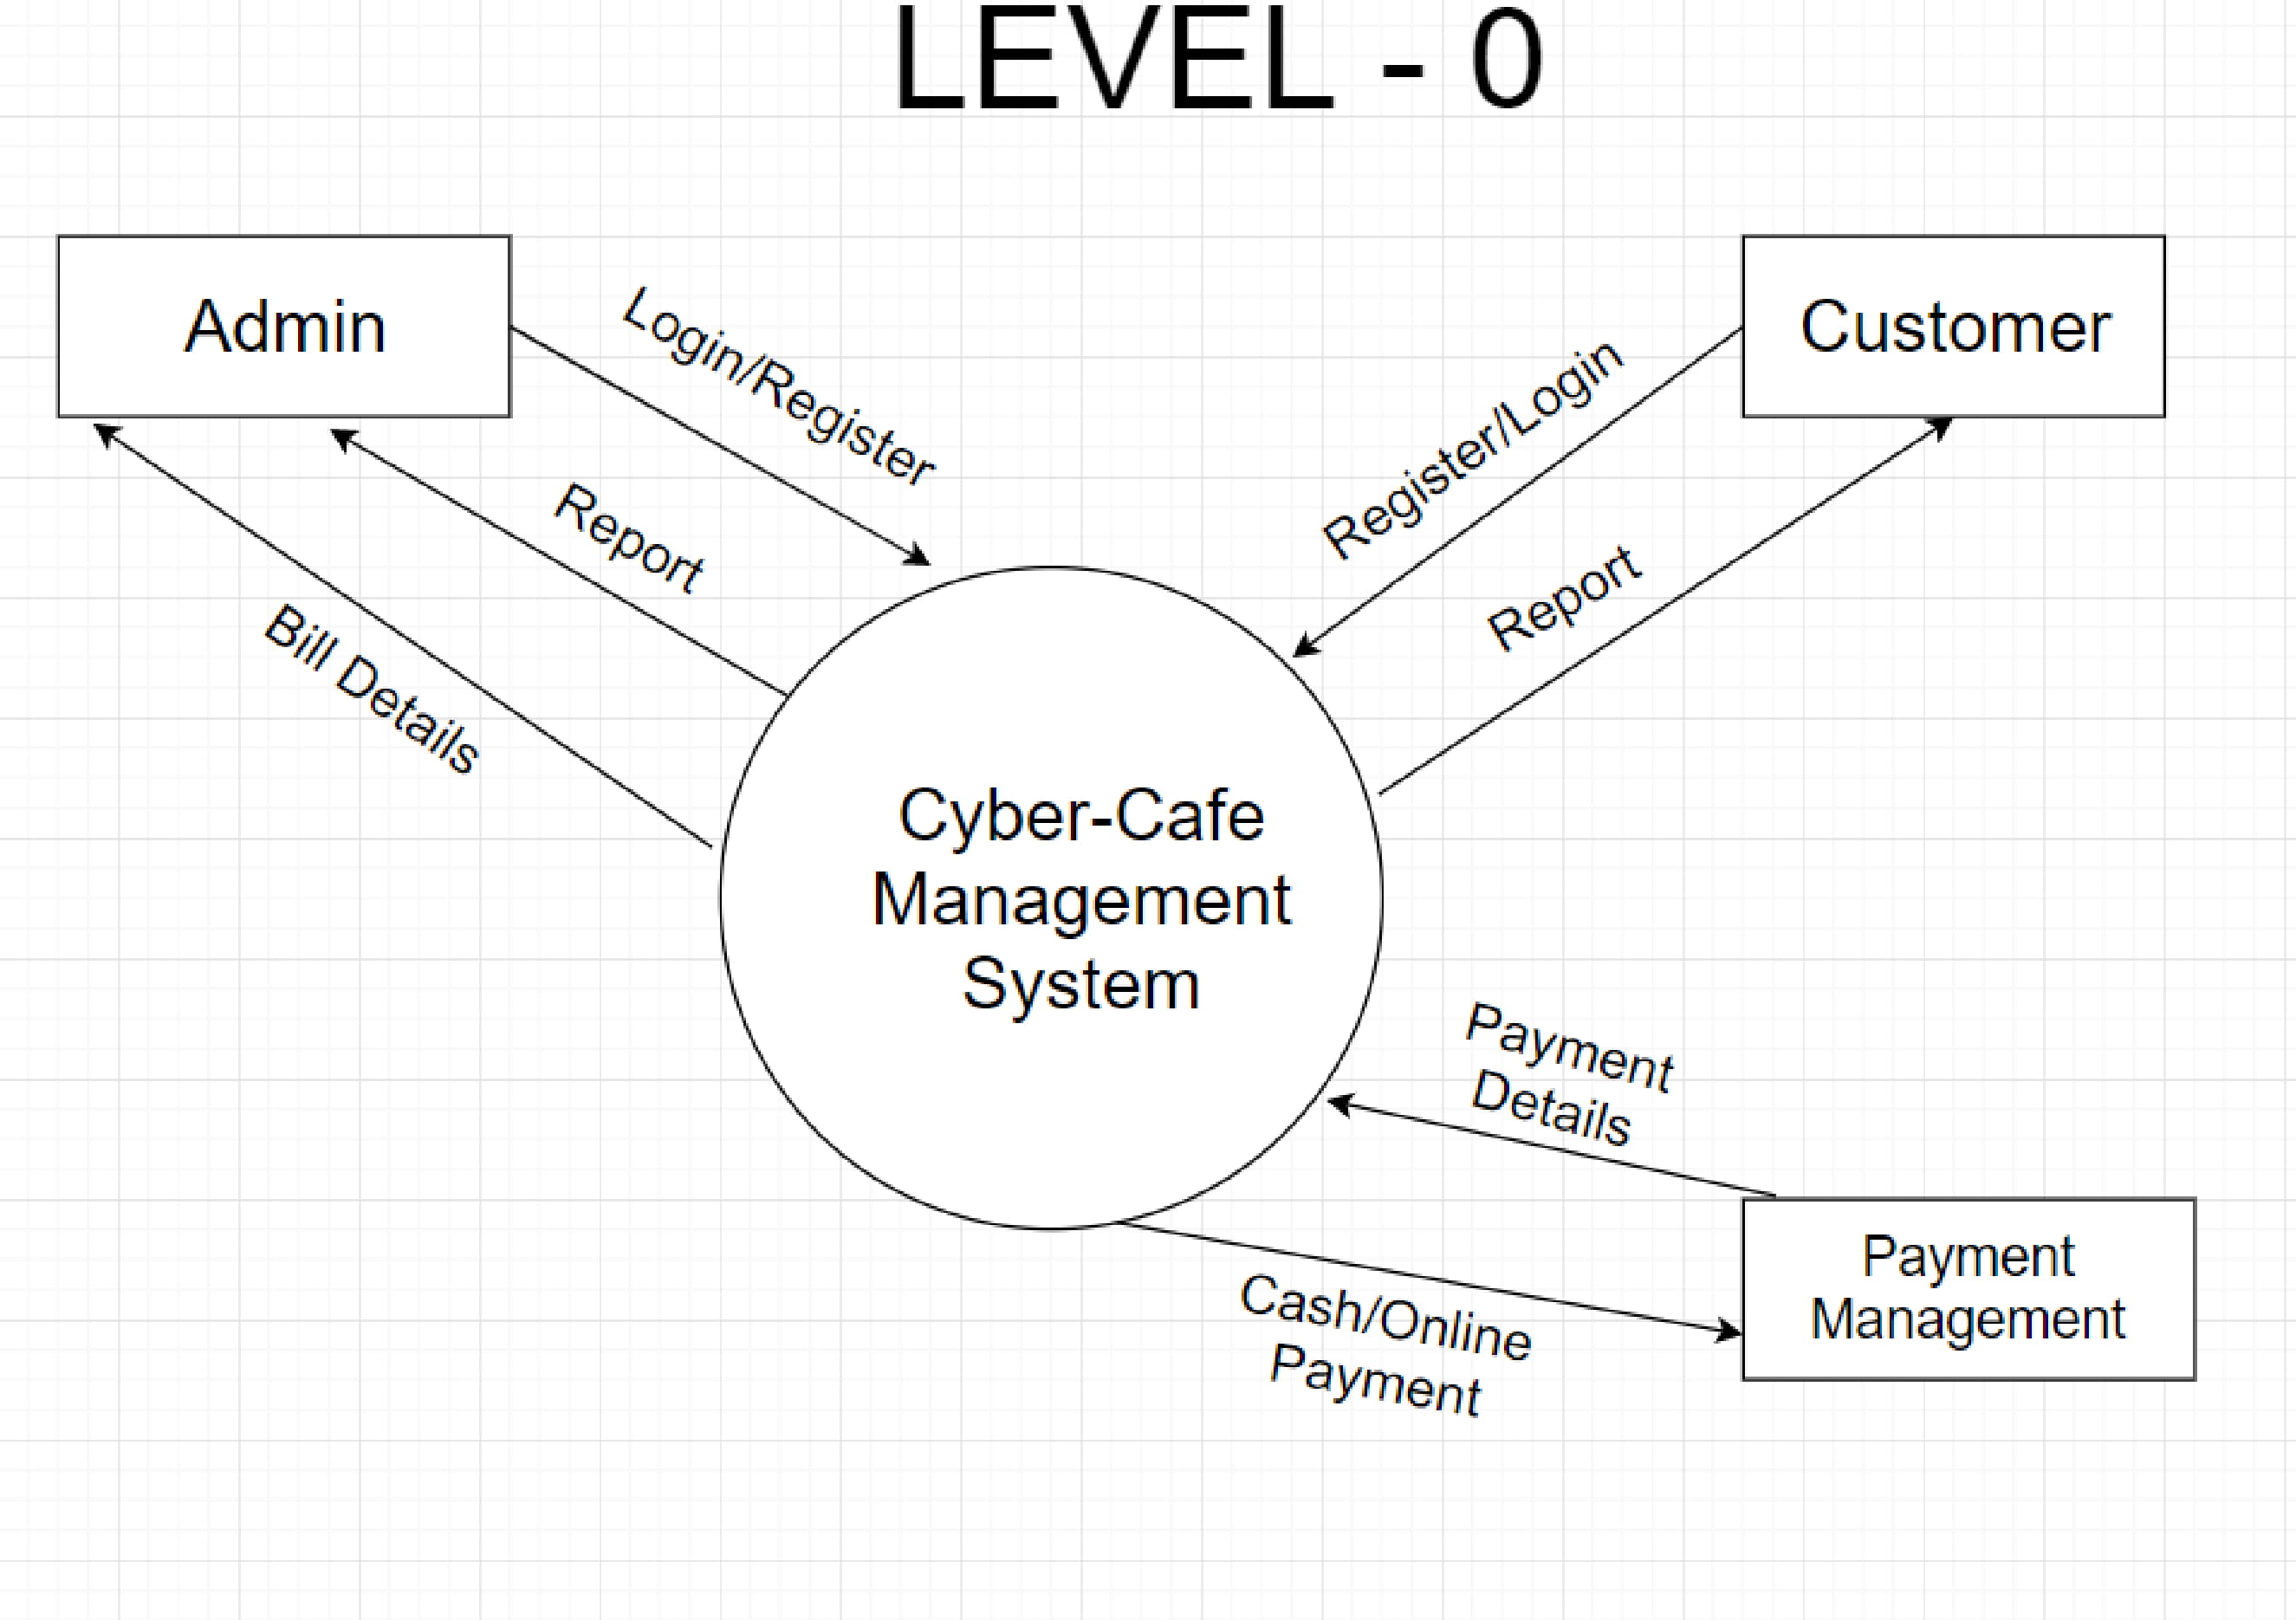 LEVEL - 0
Admin
Customer
Login/Register
Register/Login
Report
Report
Bill Details
Cyber-Cafe
Management
System
Payment
Details
Payment
Management
Cash/Online
Payment